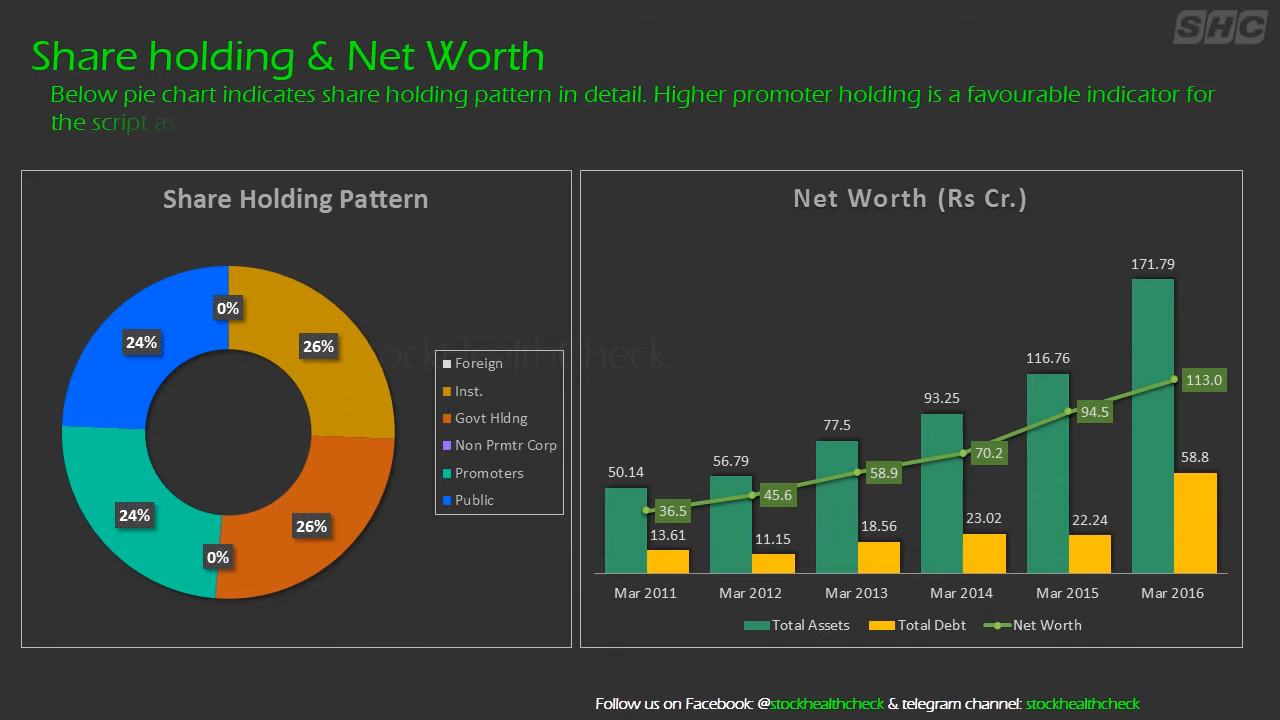 SHC
Share holding & Net Worth
Below pie chart indicates share holding pattern in detail. Higher promoter holding is a favourable indicator for
the script as
Share Holding Pattern
0%
26%
24%
24%
26%
0%
Foreign
Inst.
Govt Hldng
Non Prmtr Corp
Promoters
Public
Net Worth (Rs Cr.)
171.79
116.76
113.0
93.25
94.5
77.5
70.2
50.14
56.79
58.9
58.8
45.6
36.5
13.61
11.15
18.56
23.02
22.24
Mar 2011 Mar 2012 Mar 2013 Mar 2014 Mar 2015 Mar 2016
Total Assets Total Debt Net Worth
Follow us on Facebook: @stockhealthcheck & telegram channel: stockhealthcheck